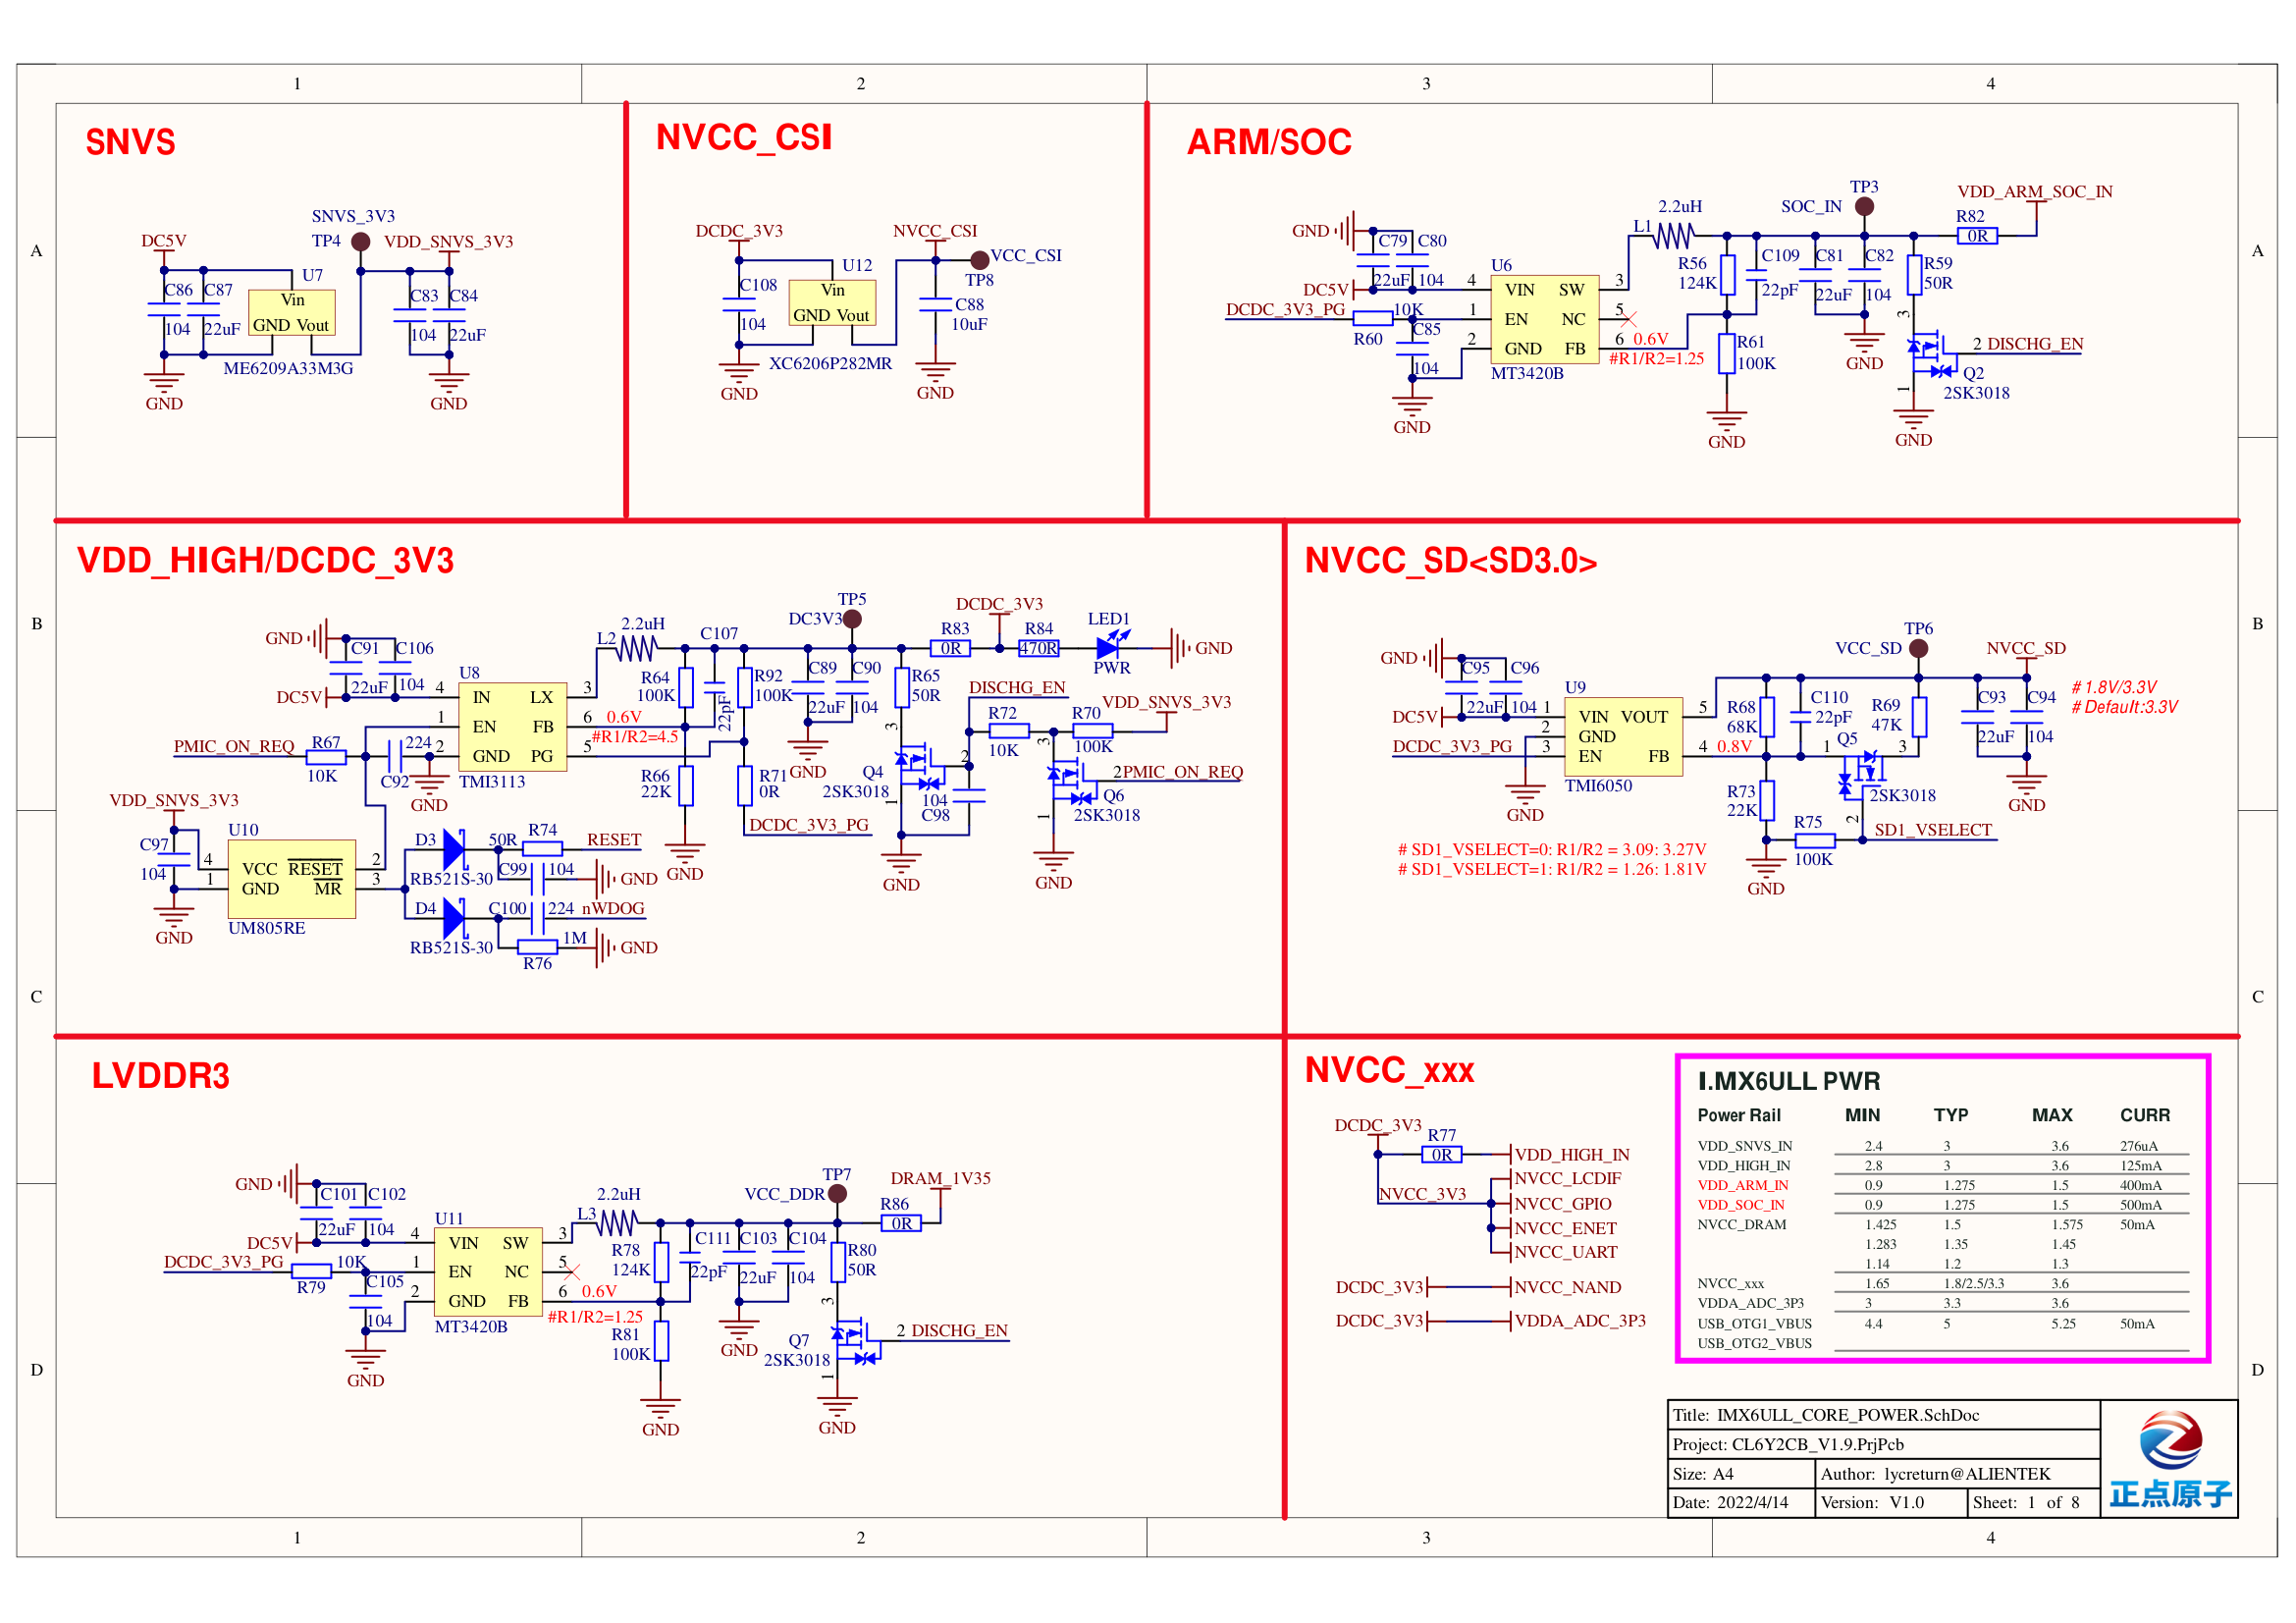 1
2
3
4
A
B
C
D
SNVS
DC5V
C86
104
C87
22uF
U7
Vin
GND Vout
ME6209A33M3G
SNVS_3V3
TP4
VDD_SNVS_3V3
C83
104
C84
22uF
GND
GND
NVCC_CSI
DCDC_3V3
C108
104
U12
Vin
GND Vout
XC6206P282MR
NVCC_CSI
VCC_CSI
TP8
C88
10uF
GND
GND
ARM/SOC
GND
C79
22uF
C80
104
DC5V
DCDC_3V3_PG
10K
R60
C85
104
GND
U6
4 VIN SW 3
1 EN NC 5
2 GND FB 6
MT3420B
0.6V
#R1/R2=1.25
L1
2.2uH
R56
124K
C109
22pF
C81
22uF
C82
104
R61
100K
GND
GND
TP3
SOC_IN
R59
50R
R82
0R
VDD_ARM_SOC_IN
3
2 DISCHG_EN
1
Q2
2SK3018
GND
VDD_HIGH/DCDC_3V3
GND
C91
22uF
C106
104
DC5V
U8
4 IN LX 3
1 EN FB 6
2 GND PG 5
TMI3113
0.6V
#R1/R2=4.5
PMIC_ON_REQ
R67
10K
224
C92
GND
L2
2.2uH
R64
100K
C107
22pF
R92
100K
C89
22uF
C90
104
GND
TP5
DC3V3
R65
50R
R83
0R
DCDC_3V3
R84
470R
LED1
PWR
GND
R66
22K
GND
R71
0R
DCDC_3V3_PG
3
2
1
Q4
2SK3018
104
C98
GND
DISCHG_EN
R72
10K
R70
100K
VDD_SNVS_3V3
3
2PMIC_ON_REQ
1
Q6
2SK3018
GND
VDD_SNVS_3V3
C97
104
GND
U10
4 VCC RESET 2
1 GND MR 3
UM805RE
D3
RB521S-30
50R
R74
RESET
C99
104
GND
D4
RB521S-30
C100
224
nWDOG
1M
R76
GND
NVCC_SD<SD3.0>
GND
C95
22uF
C96
104
DC5V
DCDC_3V3_PG
GND
U9
1 VIN VOUT 5
2 GND
3 EN FB 4
TMI6050
0.8V
R68
68K
C110
22pF
R69
47K
TP6
VCC_SD
NVCC_SD
C93
22uF
C94
104
GND
# 1.8V/3.3V
# Default:3.3V
R73
22K
GND
Q5
1
3
2
2SK3018
R75
100K
SD1_VSELECT
# SD1_VSELECT=0: R1/R2 = 3.09: 3.27V
# SD1_VSELECT=1: R1/R2 = 1.26: 1.81V
LVDDR3
GND
C101
22uF
C102
104
DC5V
DCDC_3V3_PG
10K
R79
C105
104
GND
U11
4 VIN SW 3
1 EN NC 5
2 GND FB 6
MT3420B
0.6V
#R1/R2=1.25
L3
2.2uH
R78
124K
C111
22pF
C103
22uF
C104
104
GND
R81
100K
GND
TP7
VCC_DDR
R80
50R
R86
0R
DRAM_1V35
3
2 DISCHG_EN
1
Q7
2SK3018
GND
NVCC_xxx
DCDC_3V3
R77
0R
VDD_HIGH_IN
NVCC_3V3
NVCC_LCDIF
NVCC_GPIO
NVCC_ENET
NVCC_UART
DCDC_3V3 NVCC_NAND
DCDC_3V3 VDDA_ADC_3P3
I.MX6ULL PWR
Power Rail MIN TYP MAX CURR
VDD_SNVS_IN 2.4 3 3.6 276uA
VDD_HIGH_IN 2.8 3 3.6 125mA
VDD_ARM_IN 0.9 1.275 1.5 400mA
VDD_SOC_IN 0.9 1.275 1.5 500mA
NVCC_DRAM 1.425 1.5 1.575 50mA
1.283 1.35 1.45
1.14 1.2 1.3
NVCC_xxx 1.65 1.8/2.5/3.3 3.6
VDDA_ADC_3P3 3 3.3 3.6
USB_OTG1_VBUS 4.4 5 5.25 50mA
USB_OTG2_VBUS
Title: IMX6ULL_CORE_POWER.SchDoc
Project: CL6Y2CB_V1.9.PrjPcb
Size: A4 Author: lycreturn@ALIENTEK
Date: 2022/4/14 Version: V1.0 Sheet: 1 of 8
正点原子
A
B
C
D
1
2
3
4